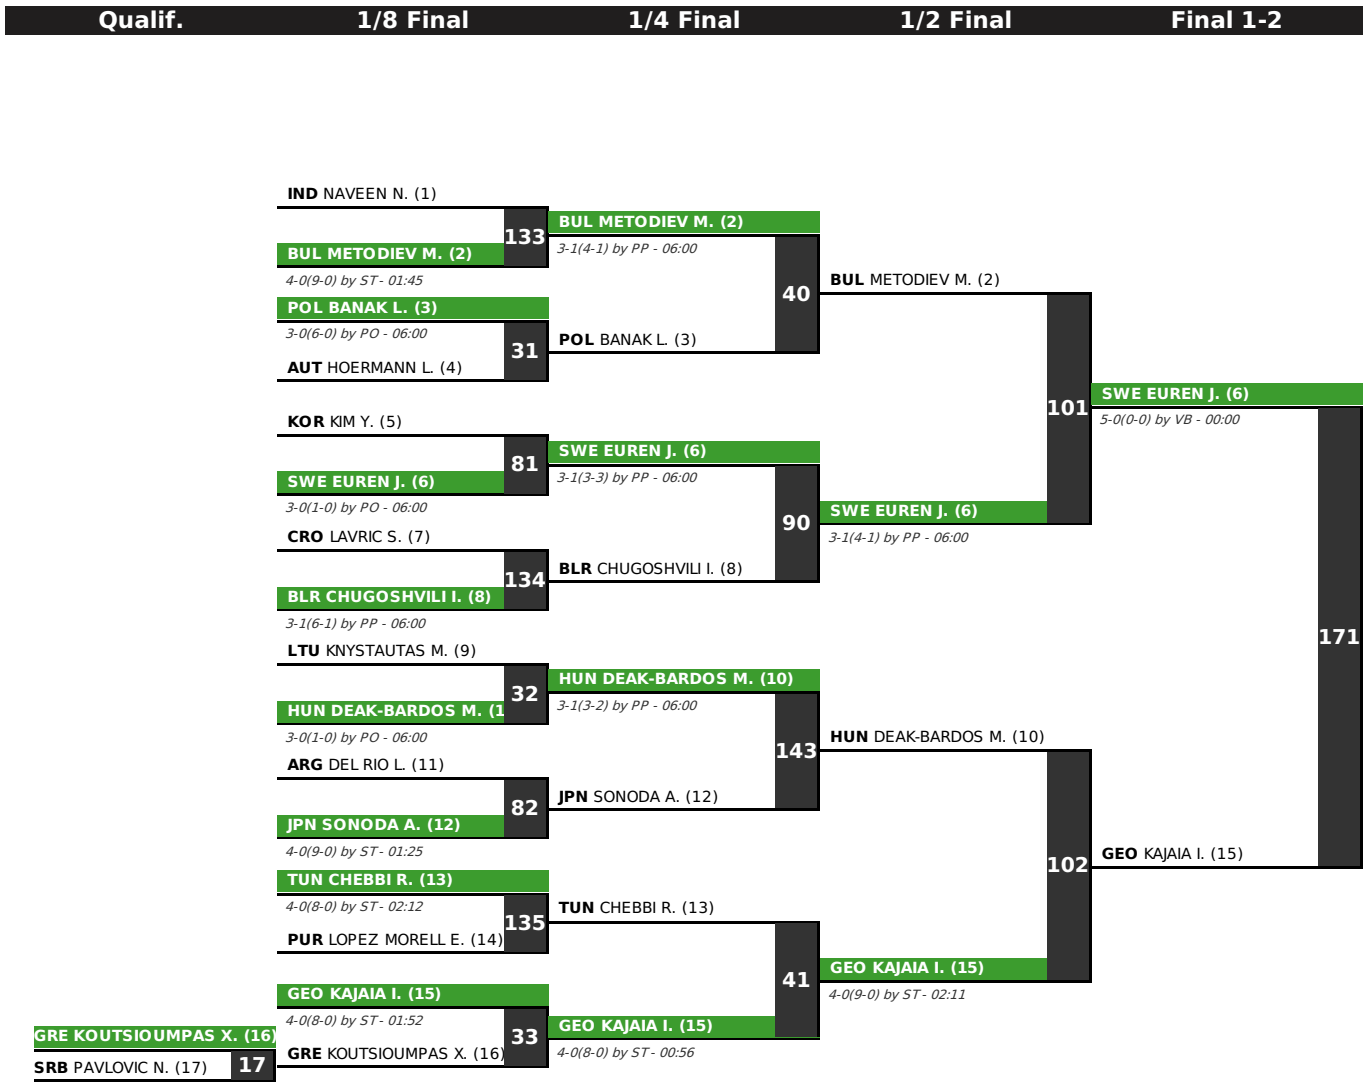 Qualif.
1/8 Final
1/4 Final
1/2 Final
Final 1-2
IND NAVEEN N. (1)
133
BUL METODIEV M. (2)
4-0(9-0) by ST - 01:45
POL BANAK L. (3)
3-0(6-0) by PO - 06:00
31
AUT HOERMANN L. (4)
KOR KIM Y. (5)
81
SWE EUREN J. (6)
3-0(1-0) by PO - 06:00
CRO LAVRIC S. (7)
134
BLR CHUGOSHVILI I. (8)
3-1(6-1) by PP - 06:00
LTU KNYSTAUTAS M. (9)
32
HUN DEAK-BARDOS M. (1
3-0(1-0) by PO - 06:00
ARG DEL RIO L. (11)
82
JPN SONODA A. (12)
4-0(9-0) by ST - 01:25
TUN CHEBBI R. (13)
4-0(8-0) by ST - 02:12
135
PUR LOPEZ MORELL E. (14)
GEO KAJAIA I. (15)
4-0(8-0) by ST - 01:52
33
GRE KOUTSIOUMPAS X. (16)
GRE KOUTSIOUMPAS X. (16)
SRB PAVLOVIC N. (17)
17
BUL METODIEV M. (2)
3-1(4-1) by PP - 06:00
40
POL BANAK L. (3)
SWE EUREN J. (6)
3-1(3-3) by PP - 06:00
90
BLR CHUGOSHVILI I. (8)
HUN DEAK-BARDOS M. (10)
3-1(3-2) by PP - 06:00
143
JPN SONODA A. (12)
TUN CHEBBI R. (13)
41
GEO KAJAIA I. (15)
4-0(8-0) by ST - 00:56
BUL METODIEV M. (2)
101
SWE EUREN J. (6)
3-1(4-1) by PP - 06:00
HUN DEAK-BARDOS M. (10)
102
GEO KAJAIA I. (15)
4-0(9-0) by ST - 02:11
SWE EUREN J. (6)
5-0(0-0) by VB - 00:00
171
GEO KAJAIA I. (15)